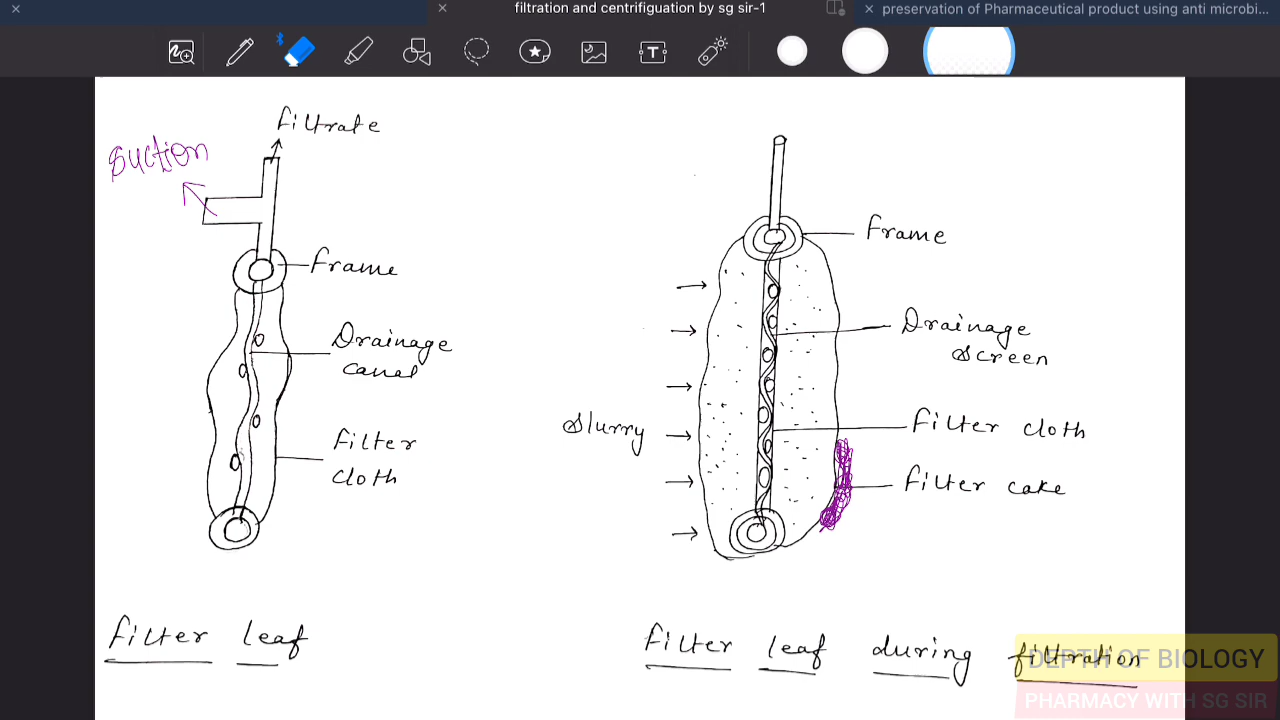 filtration and centrifiguation by sg sir-1
preservation of Pharmaceutical product using anti microbi...
filtrate
suction
frame
Drainage
canal
filter
cloth
filter leaf
frame
Drainage
screen
Slurry
filter cloth
filter cake
filter leaf during filtration
DEPTH OF BIOLOGY
PHARMACY WITH SG SIR